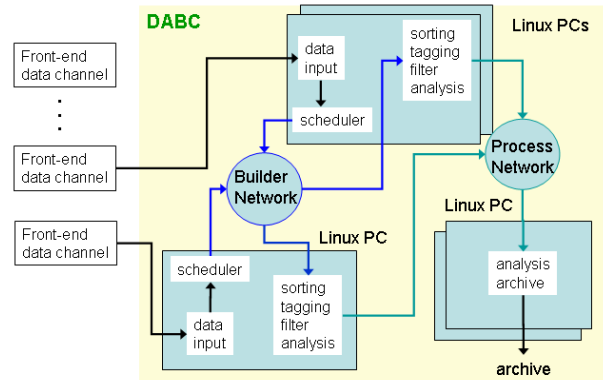 DABC
Linux PCs
Front-end
data channel
data
input
sorting
tagging
filter
analysis
scheduler
Front-end
data channel
Builder
Network
Process
Network
Front-end
data channel
Linux PC
Linux PC
scheduler
data
input
sorting
tagging
filter
analysis
analysis
archive
archive